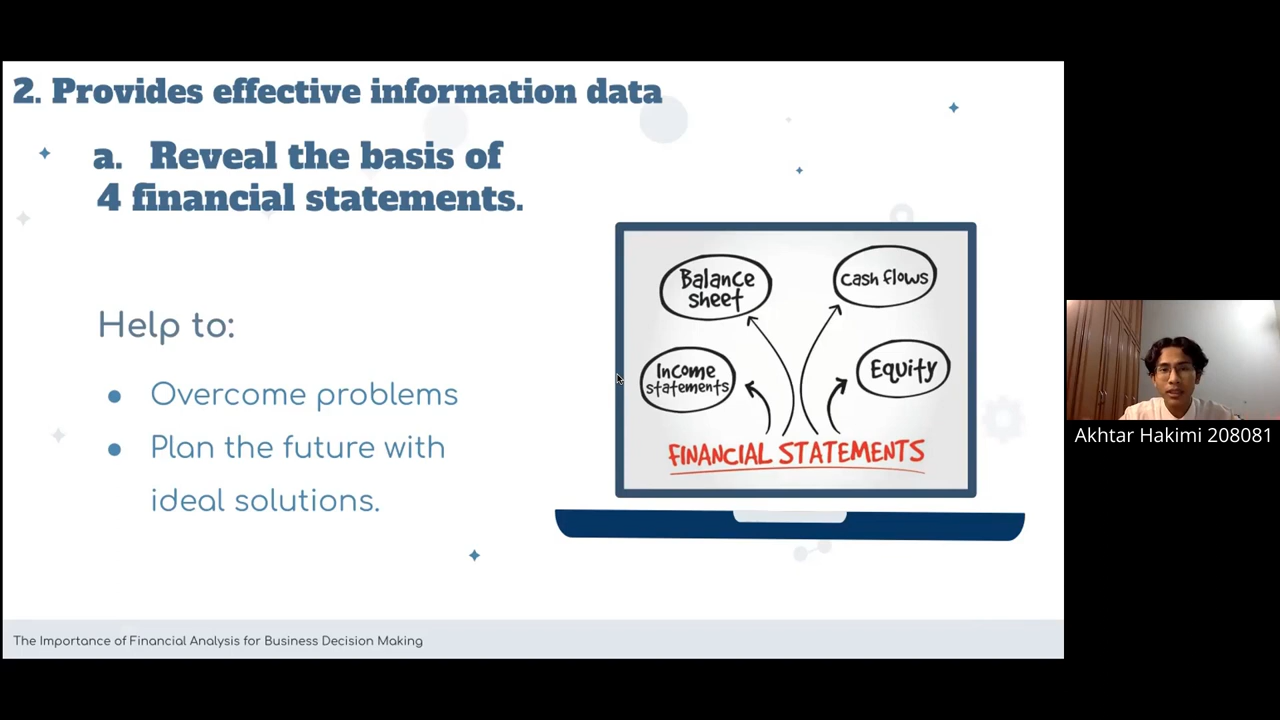 2. Provides effective information data
a. Reveal the basis of
4 financial statements.
Help to:
● Overcome problems
● Plan the future with
ideal solutions.
Balance
sheet
Cash flows
Income
statements
Equity
FINANCIAL STATEMENTS
Akhtar Hakimi 208081
The Importance of Financial Analysis for Business Decision Making